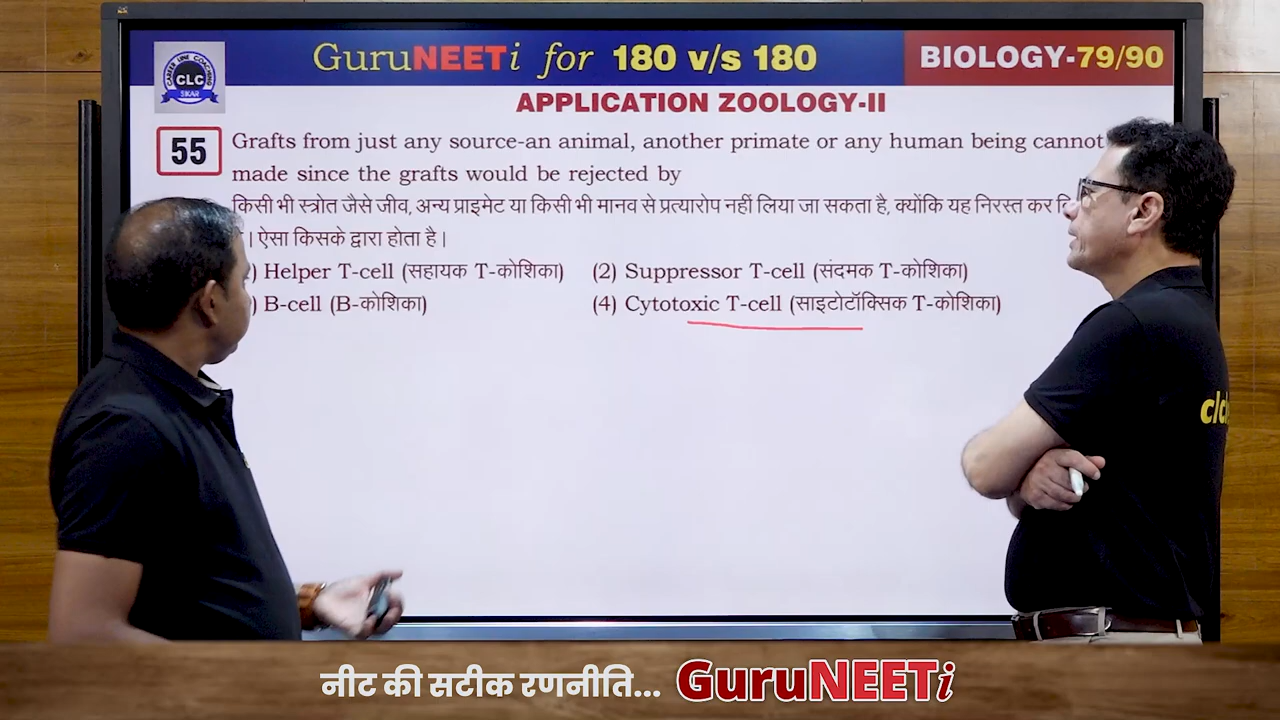 GuruNEETi for 180 v/s 180
BIOLOGY-79/90
CLC
SIKAR
APPLICATION ZOOLOGY-II
55
Grafts from just any source-an animal, another primate or any human being cannot
made since the grafts would be rejected by
किसी भी स्त्रोत जैसे जीव, अन्य प्राइमेट या किसी भी मानव से प्रत्यारोप नहीं लिया जा सकता है, क्योंकि यह निरस्त कर
। ऐसा किसके द्वारा होता है।
) Helper T-cell (सहायक T-कोशिका) (2) Suppressor T-cell (संदमक T-कोशिका)
) B-cell (B-कोशिका) (4) Cytotoxic T-cell (साइटोटॉक्सिक T-कोशिका)
नीट की सटीक रणनीति... GuruNEETi